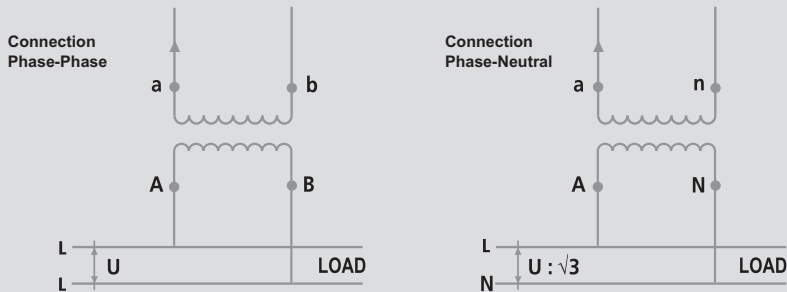 Connection
Phase-Phase
a
b
A
B
L
U
LOAD
L
Connection
Phase-Neutral
a
n
A
N
L
U : √3
LOAD
N